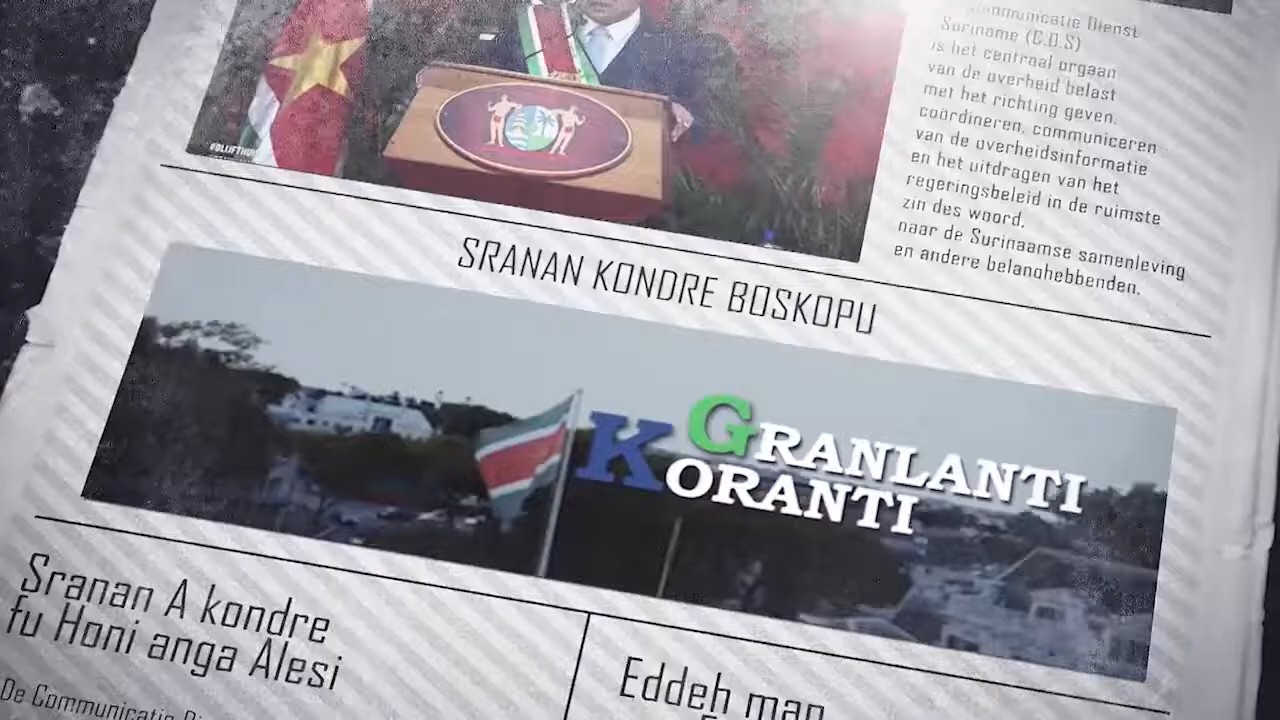 Suriname (C.D.S)
is het centraal orgaan
van de overheid belast
met het richting geven,
coördineren, communiceren
van de overheidsinformatie
en het uitdragen van het
regeringsbeleid in de ruimste
zin des woord,
naar de Surinaamse samenleving
en andere belanghebbenden.
SRANAN KONDRE BOSKOPU
GRANLANTI
KORANTI
Sranan A kondre
fu Honi anga Alesi
De Communicatie
Eddeh man